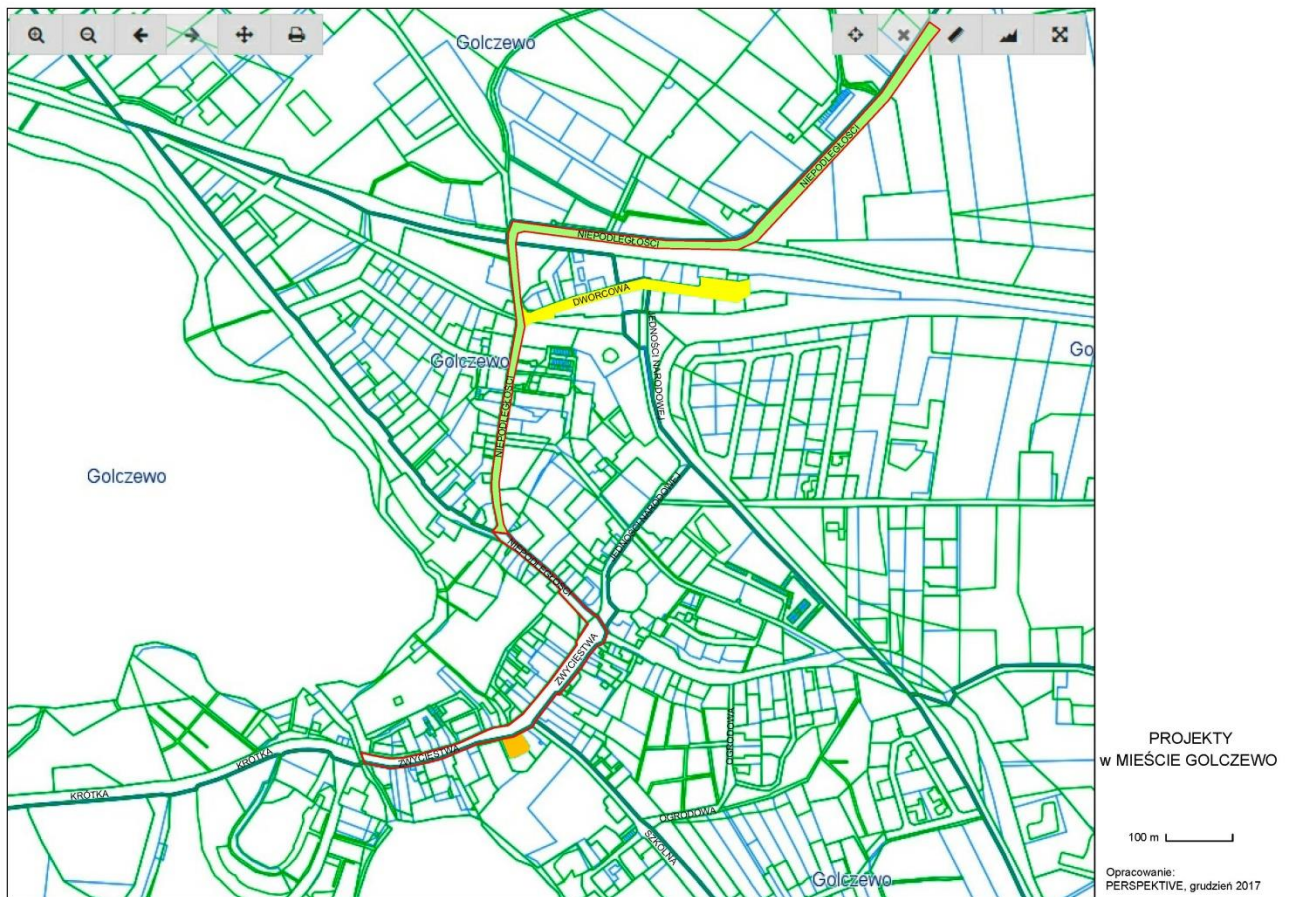 Golczewo
NIEPODLEGŁOŚCI
NIEPODLEGŁOŚCI
DWORCOWA
JEDNOŚCI NARODOWEJ
Golczewo
Go
NIEPODLEGŁOŚCI
Golczewo
JEDNOŚCI NARODOWEJ
NIEPODLEGŁOŚCI
ZWYCIĘSTWA
OGRODOWA
ZWYCIĘSTWA
KRÓTKA
KRÓTKA
OGRODOWA
SZKOLNA
Golczewo
PROJEKTY
w MIEŚCIE GOLCZEWO
100 m
Opracowanie:
PERSPEKTIVE, grudzień 2017